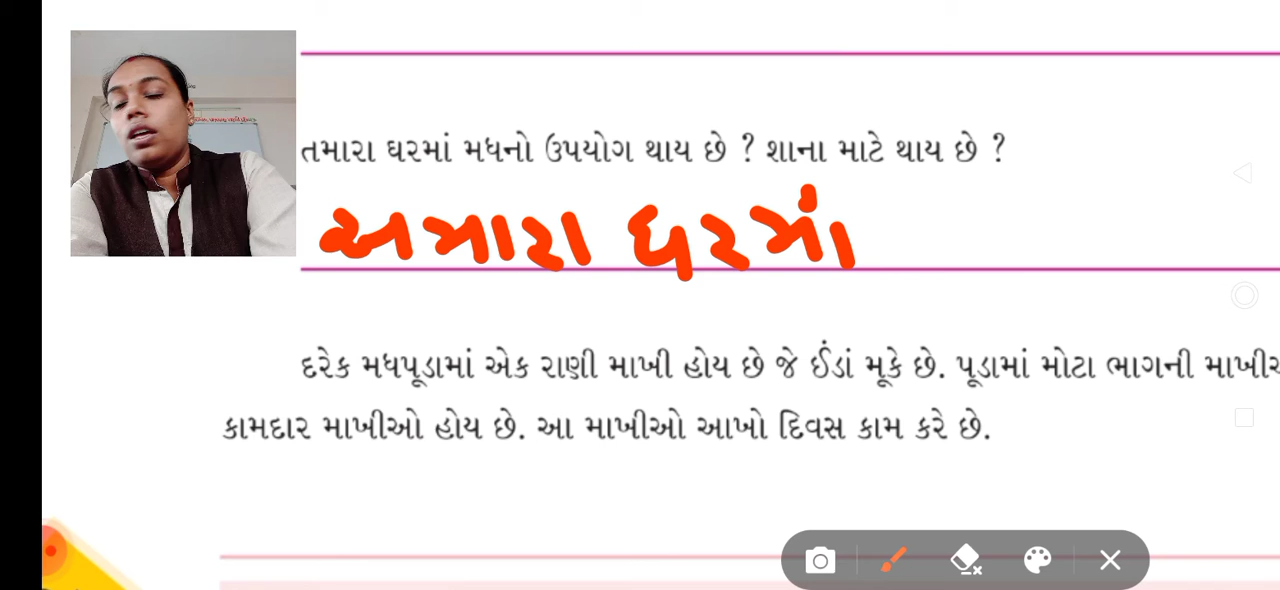 તમારા ઘરમાં મધનો ઉપયોગ થાય છે ? શાના માટે થાય છે ?
અમારા ઘરમાં
દરેક મધપૂડામાં એક રાણી માખી હોય છે જે ઈંડાં મૂકે છે. પૂડામાં મોટા ભાગની
કામદાર માખીઓ હોય છે. આ માખીઓ આખો દિવસ કામ કરે છે.